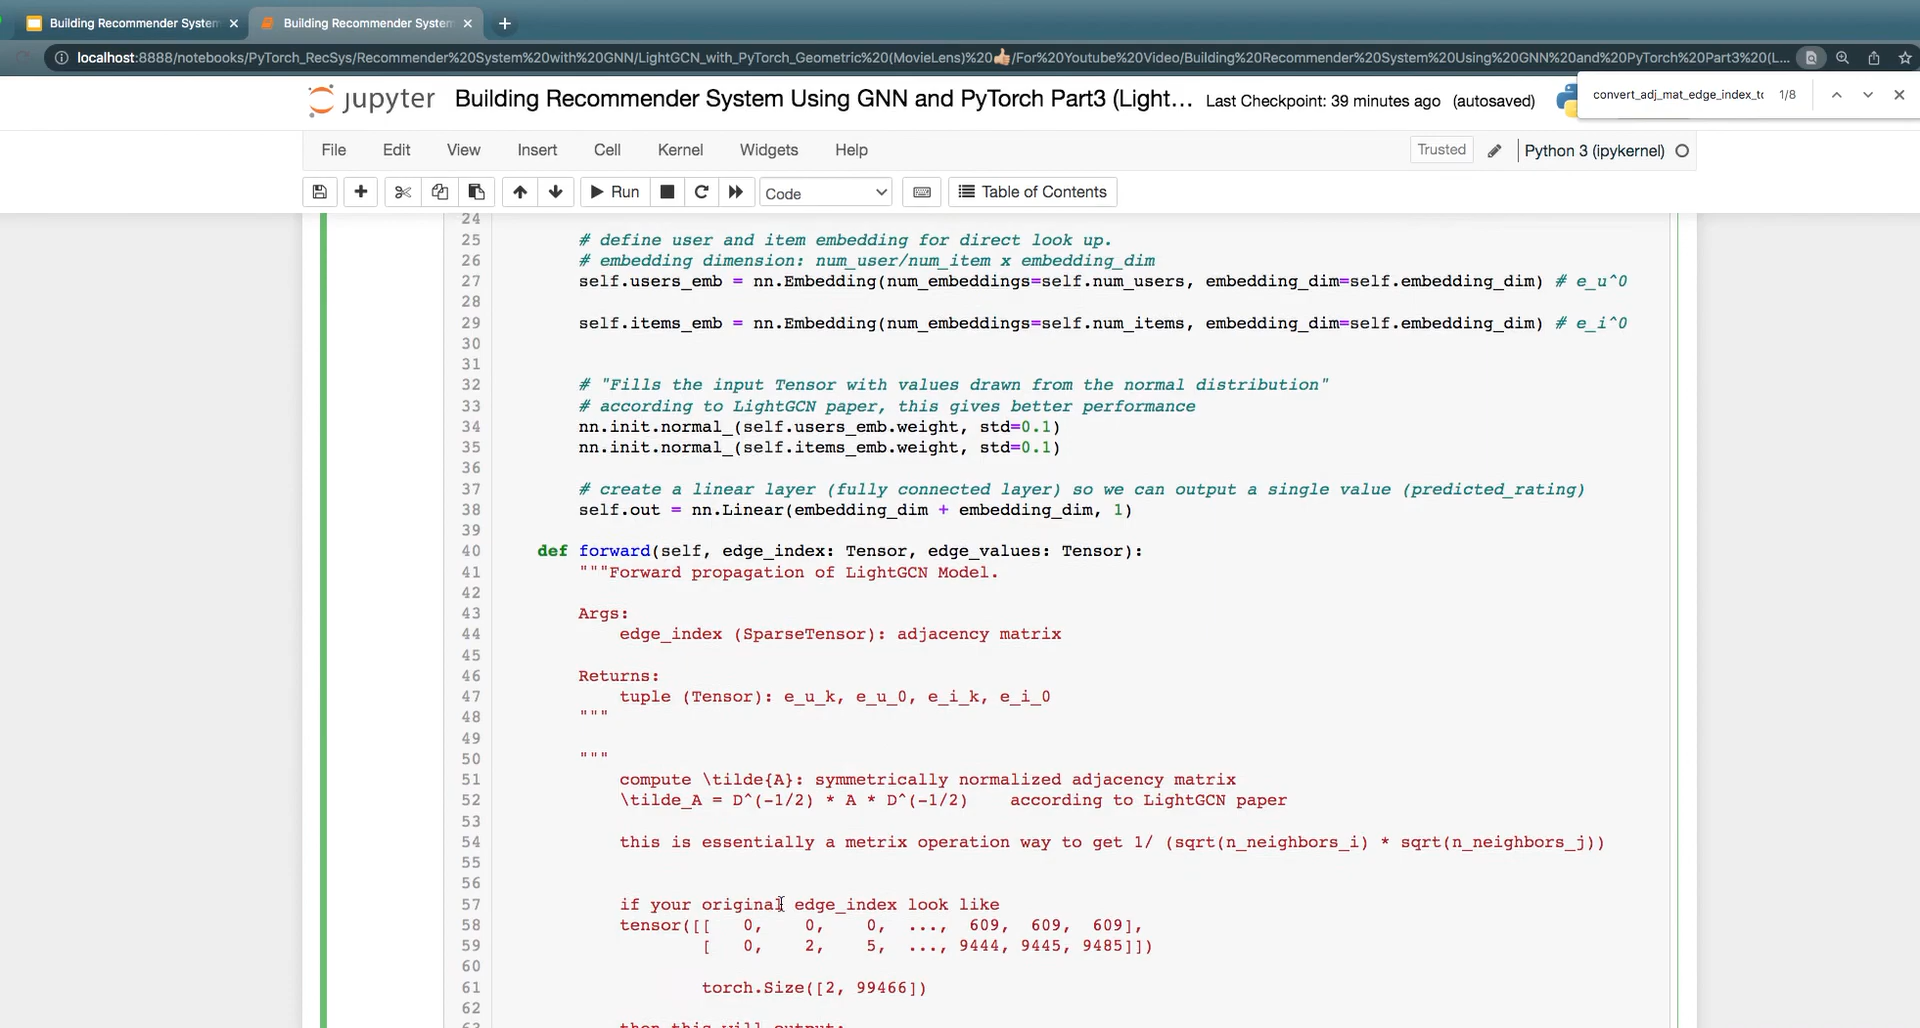 Building Recommender System
Building Recommender System
localhost:8888/notebooks/PyTorch_RecSys/Recommender%20System%20with%20GNN/LightGCN_with_PyTorch_Geometric%20(MovieLens)%20👍/For%20Youtube%20Video/Building%20Recommender%20System%20Using%20GNN%20and%20PyTorch%20Part3%20(L...
convert_adj_mat_edge_index_to
1/8
jupyter
Building Recommender System Using GNN and PyTorch Part3 (Light...
Last Checkpoint: 39 minutes ago (autosaved)
File Edit View Insert Cell Kernel Widgets Help
Trusted
Python 3 (ipykernel)
Run
Code
Table of Contents
24
25 # define user and item embedding for direct look up.
26 # embedding dimension: num_user/num_item x embedding_dim
27 self.users_emb = nn.Embedding(num_embeddings=self.num_users, embedding_dim=self.embedding_dim) # e_u^0
28
29 self.items_emb = nn.Embedding(num_embeddings=self.num_items, embedding_dim=self.embedding_dim) # e_i^0
30
31
32 # "Fills the input Tensor with values drawn from the normal distribution"
33 # according to LightGCN paper, this gives better performance
34 nn.init.normal_(self.users_emb.weight, std=0.1)
35 nn.init.normal_(self.items_emb.weight, std=0.1)
36
37 # create a linear layer (fully connected layer) so we can output a single value (predicted_rating)
38 self.out = nn.Linear(embedding_dim + embedding_dim, 1)
39
40 def forward(self, edge_index: Tensor, edge_values: Tensor):
41 """Forward propagation of LightGCN Model.
42
43 Args:
44 edge_index (SparseTensor): adjacency matrix
45
46 Returns:
47 tuple (Tensor): e_u_k, e_u_0, e_i_k, e_i_0
48 """
49
50 """
51 compute \tilde{A}: symmetrically normalized adjacency matrix
52 \tilde_A = D^(-1/2) * A * D^(-1/2) according to LightGCN paper
53
54 this is essentially a metrix operation way to get 1/ (sqrt(n_neighbors_i) * sqrt(n_neighbors_j))
55
56
57 if your original edge_index look like
58 tensor([[ 0, 0, 0, ..., 609, 609, 609],
59 [ 0, 2, 5, ..., 9444, 9445, 9485]])
60
61 torch.Size([2, 99466])
62
63 then this will output: